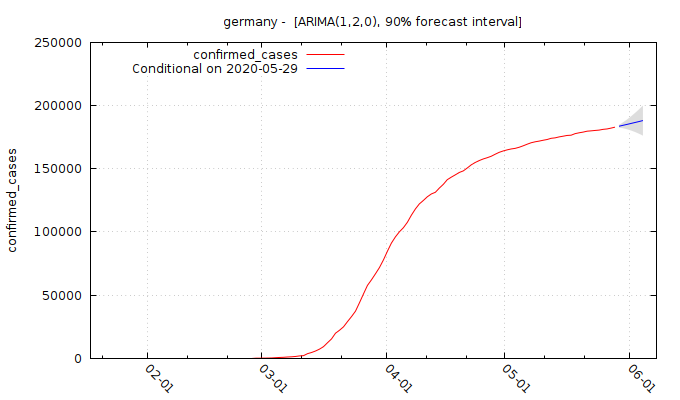 germany - [ARIMA(1,2,0), 90% forecast interval]
250000
200000
150000
100000
50000
0
confirmed_cases
confirmed_cases
Conditional on 2020-05-29
02-01
03-01
04-01
05-01
06-01